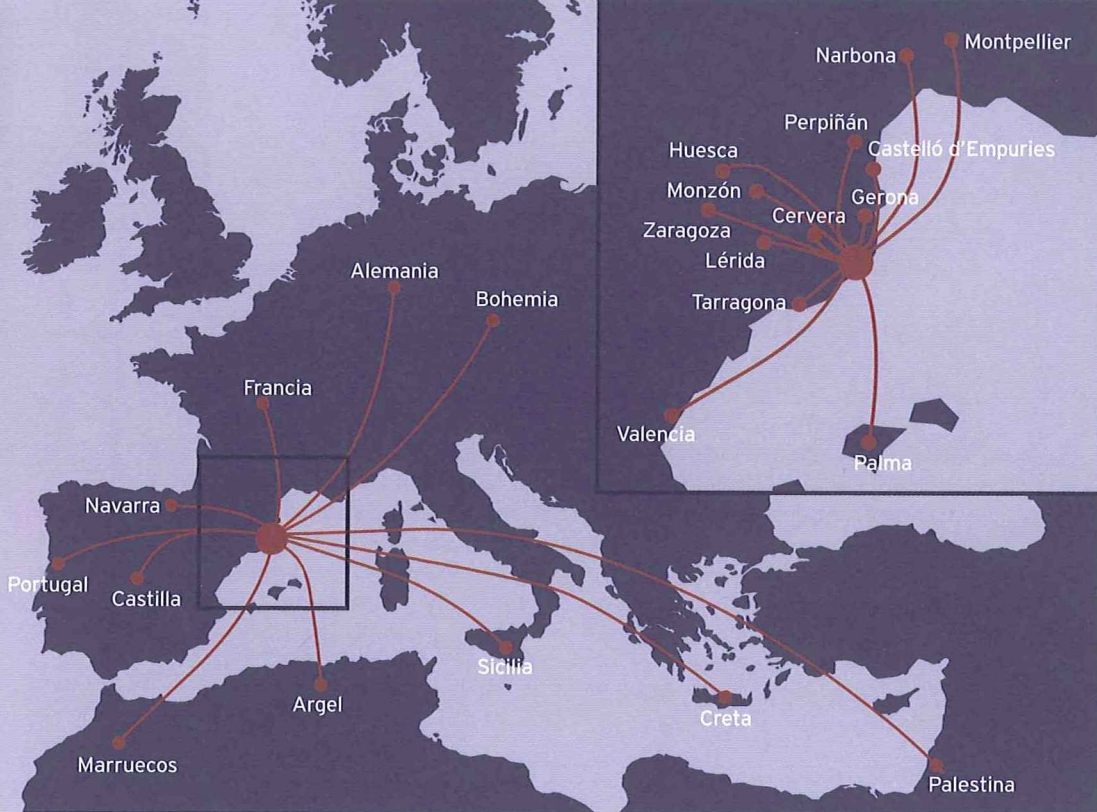 Narbona
Montpellier
Perpiñán
Huesca
Castelló d'Empuries
Monzón
Gerona
Cervera
Zaragoza
Lérida
Tarragona
Valencia
Palma
Alemania
Bohemia
Francia
Navarra
Portugal
Castilla
Sicilia
Argel
Creta
Marruecos
Palestina